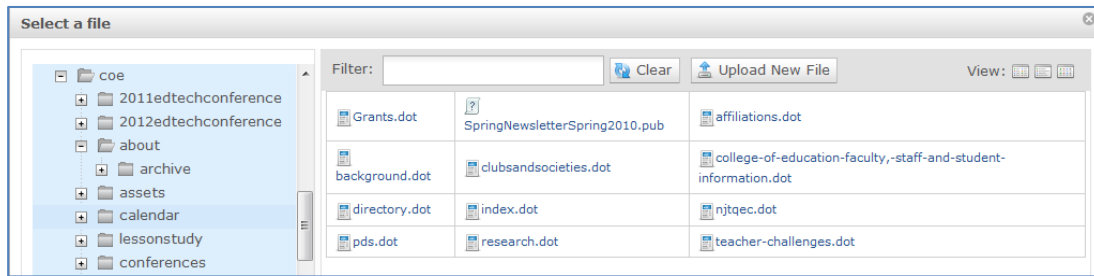 Select a file
coe
2011edtechconference
2012edtechconference
about
archive
assets
calendar
lessonstudy
conferences
Filter:
Clear
Upload New File
View:
Grants.dot
SpringNewsletterSpring2010.pub
affiliations.dot
background.dot
clubsandsocieties.dot
college-of-education-faculty,-staff-and-student-
information.dot
directory.dot
index.dot
njtqec.dot
pds.dot
research.dot
teacher-challenges.dot